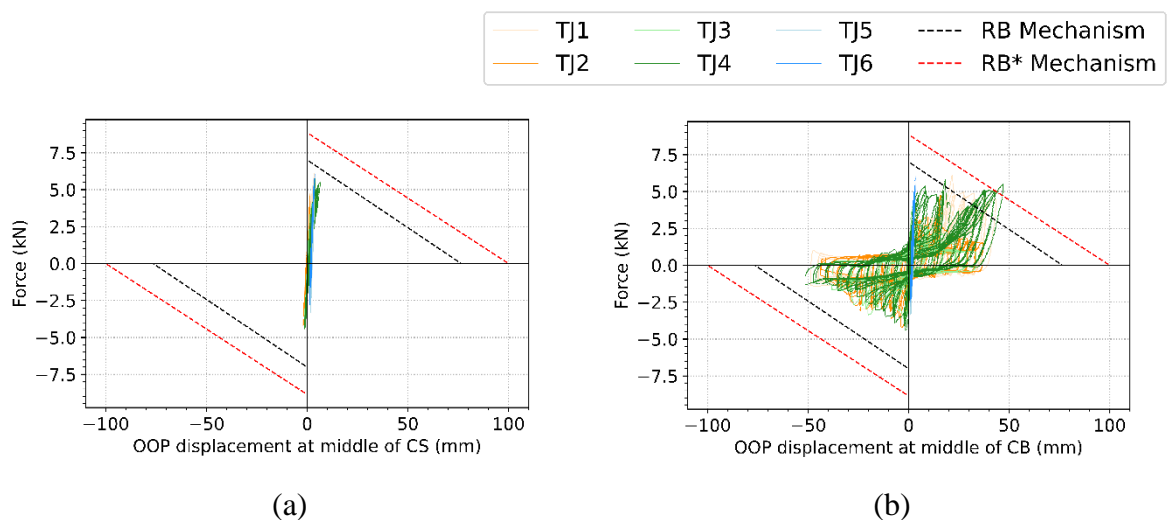 TJ1 TJ3 TJ5 RB Mechanism
TJ2 TJ4 TJ6 RB* Mechanism
7.5
5.0
2.5
0.0
−2.5
−5.0
−7.5
Force (kN)
−100 −50 0 50 100
OOP displacement at middle of CS (mm)
(a)
7.5
5.0
2.5
0.0
−2.5
−5.0
−7.5
Force (kN)
−100 −50 0 50 100
OOP displacement at middle of CB (mm)
(b)